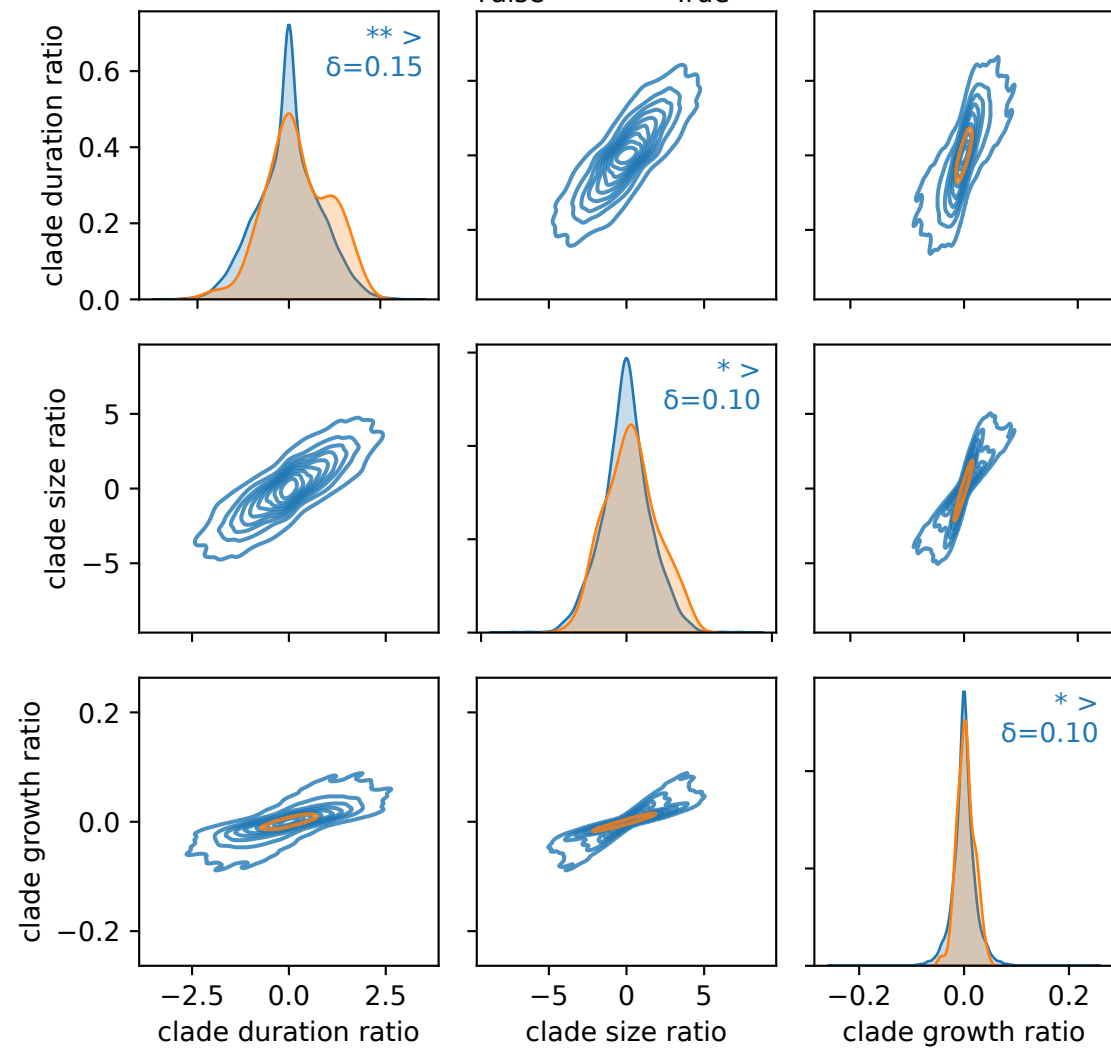 clade duration ratio
0.6
0.4
0.2
0.0
** >
δ=0.15
clade size ratio
5
0
−5
* >
δ=0.10
clade growth ratio
0.2
0.0
−0.2
* >
δ=0.10
−2.5 0.0 2.5
−5 0 5
−0.2 0.0 0.2
clade duration ratio
clade size ratio
clade growth ratio